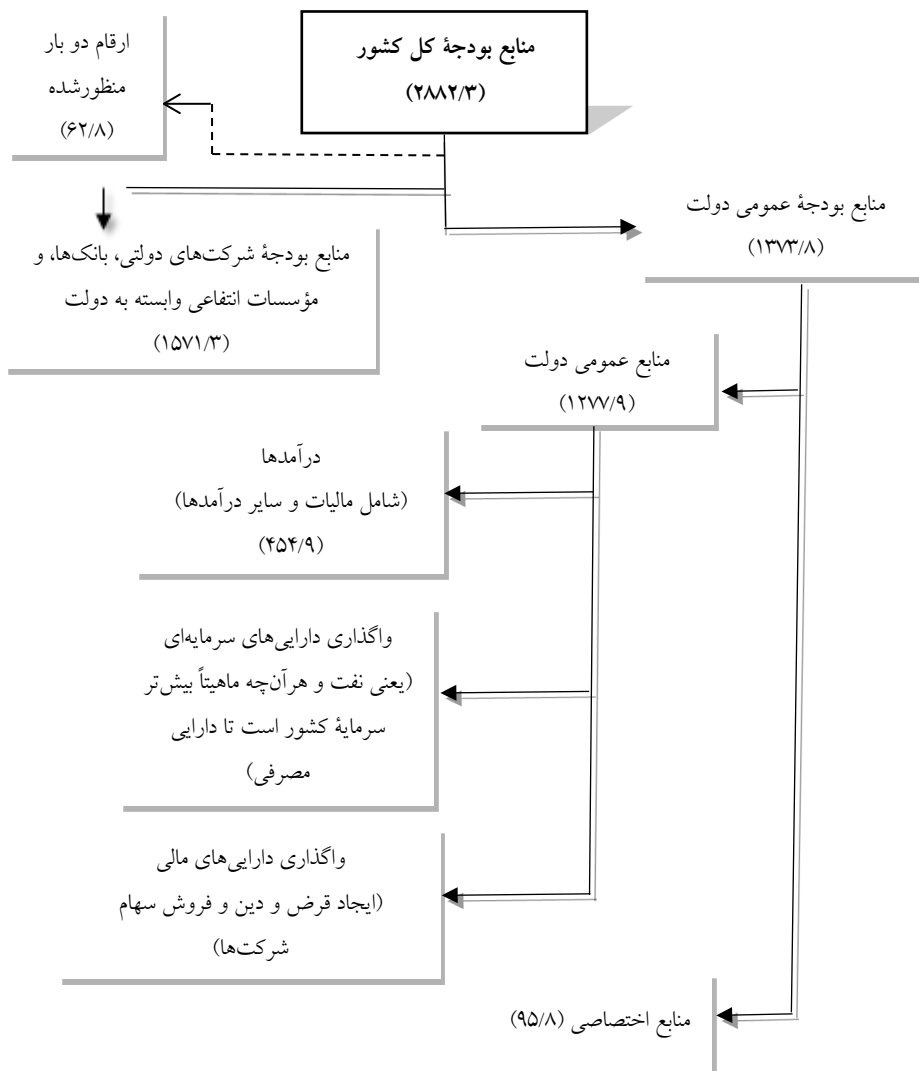 منابع بودجهٔ کل کشور
(۲۸۸۲/۳)
ارقام دو بار
منظورشده
(۶۲/۸)
منابع بودجهٔ عمومی دولت
(۱۳۷۳/۸)
منابع بودجهٔ شرکت‌های دولتی، بانک‌ها، و
مؤسسات انتفاعی وابسته به دولت
(۱۵۷۱/۳)
منابع عمومی دولت
(۱۲۷۷/۹)
درآمدها
(شامل مالیات و سایر درآمدها)
(۴۵۴/۹)
واگذاری دارایی‌های سرمایه‌ای
(یعنی نفت و هرآن‌چه ماهیتاً بیش‌تر
سرمایهٔ کشور است تا دارایی
مصرفی)
واگذاری دارایی‌های مالی
(ایجاد قرض و دین و فروش سهام
شرکت‌ها)
منابع اختصاصی (۹۵/۸)